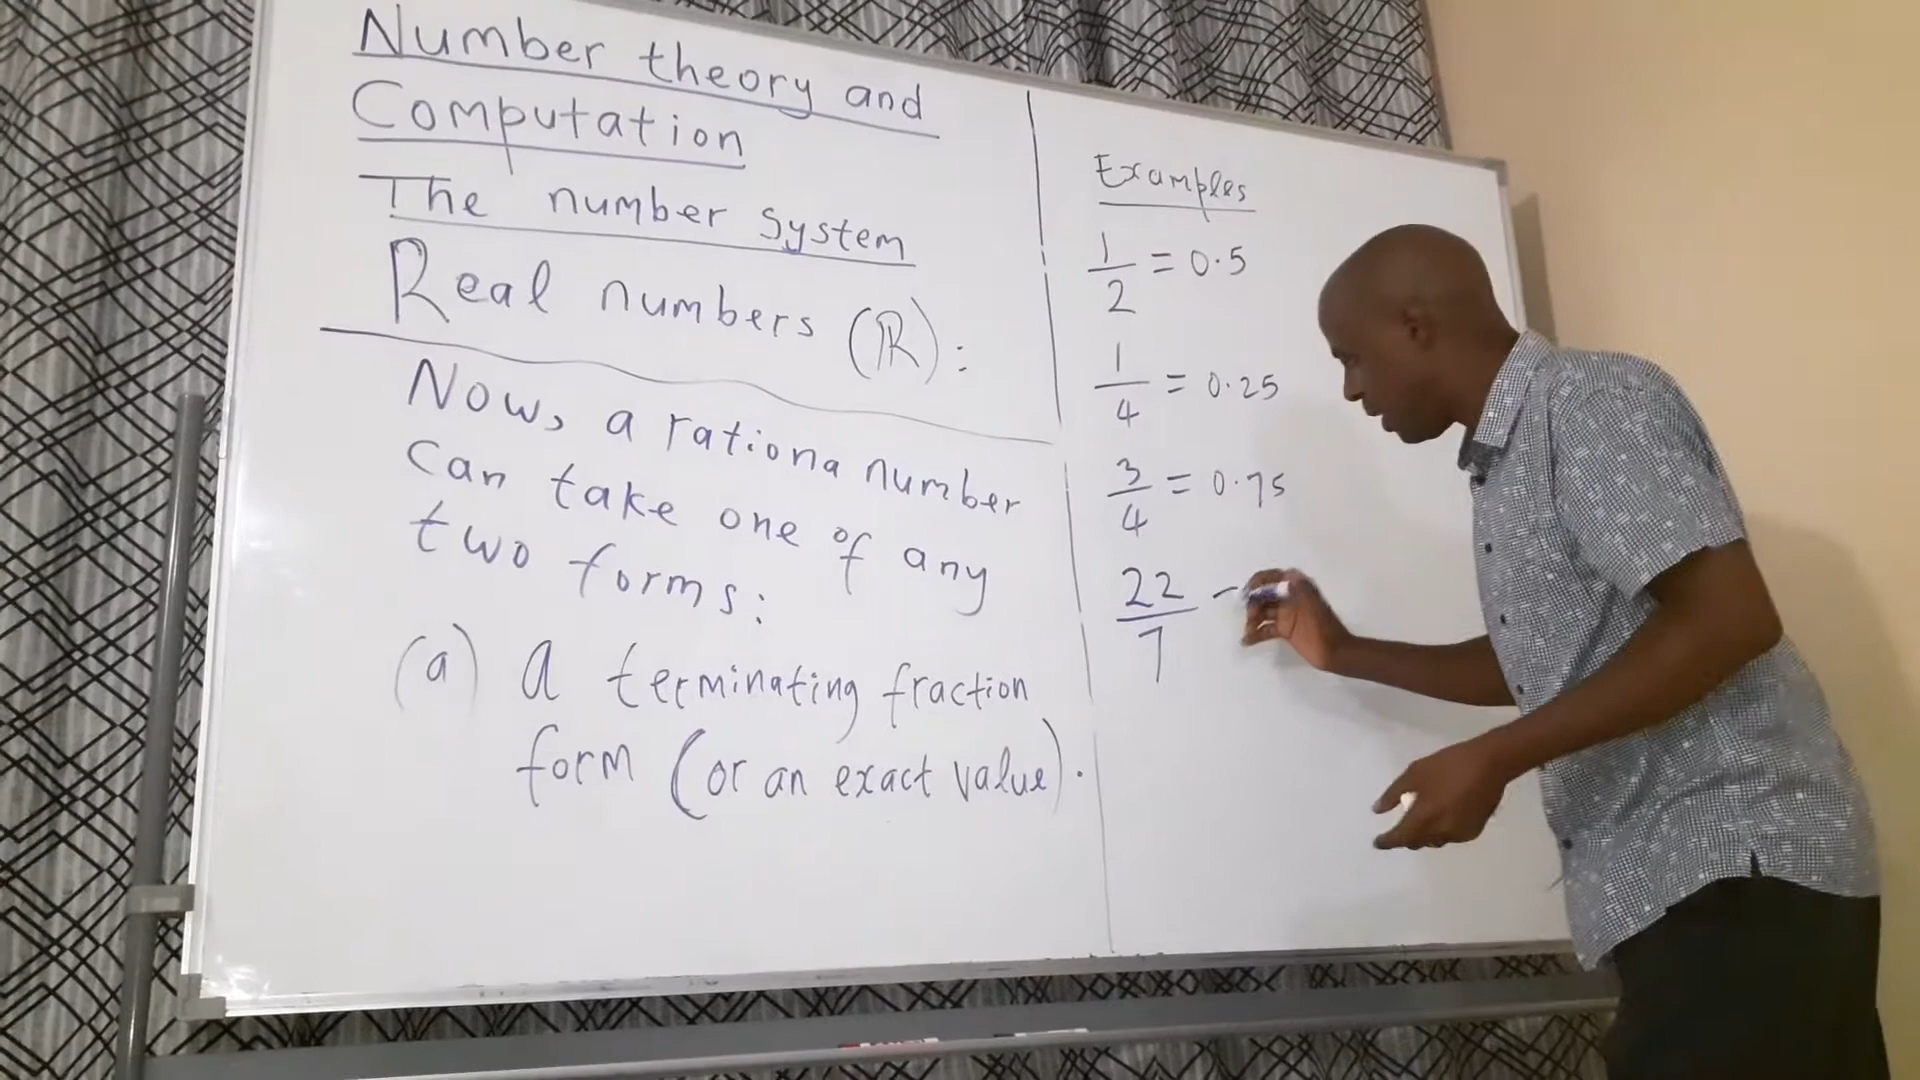 Number theory and
Computation
The number system
Real numbers (ℝ):
Now, a rationa number
can take one of any
two forms:
(a) A terminating fraction
form (or an exact value).
Examples
1/2 = 0.5
1/4 = 0.25
3/4 = 0.75
22/7 -